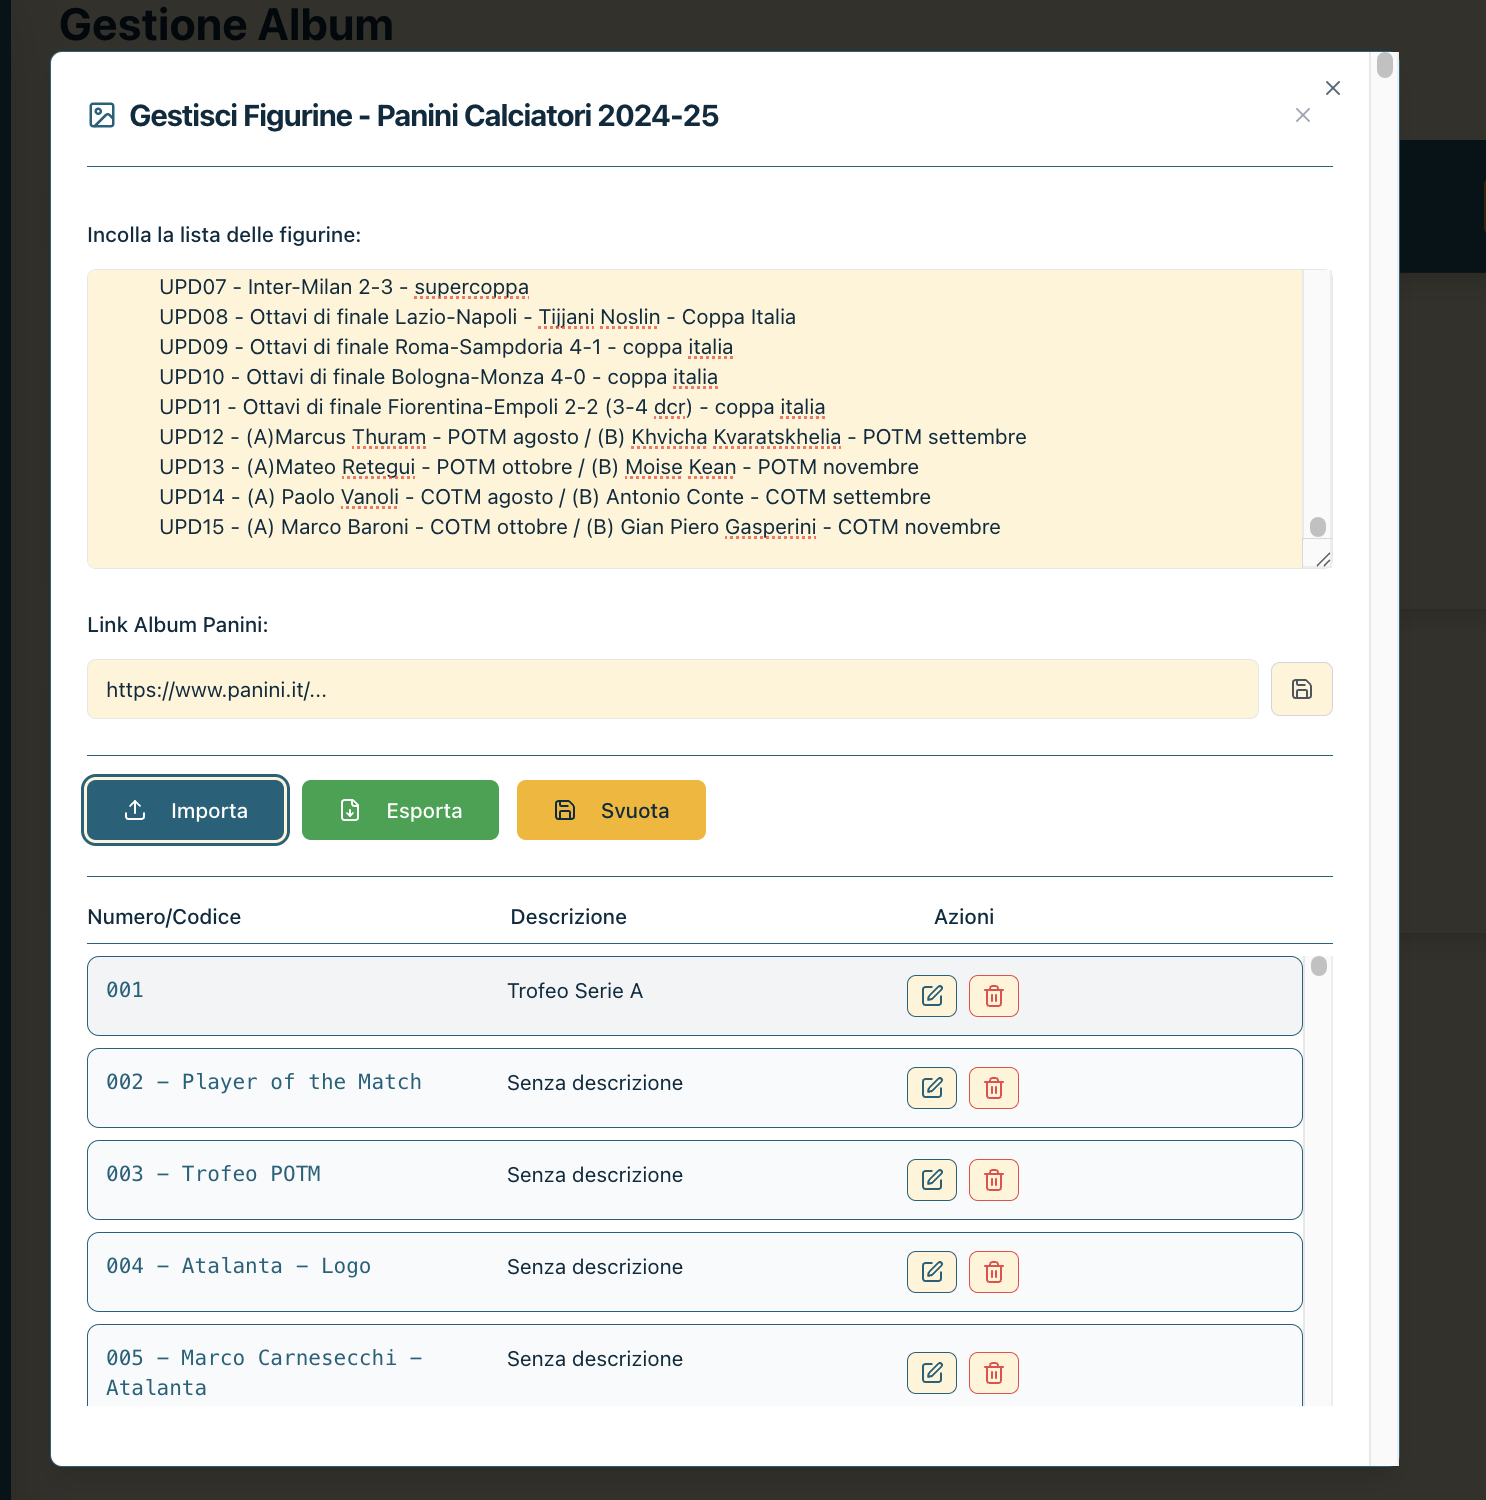 Gestione Album
Gestisci Figurine - Panini Calciatori 2024-25
Incolla la lista delle figurine:
UPD07 - Inter-Milan 2-3 - supercoppa
UPD08 - Ottavi di finale Lazio-Napoli - Tijjani Noslin - Coppa Italia
UPD09 - Ottavi di finale Roma-Sampdoria 4-1 - coppa italia
UPD10 - Ottavi di finale Bologna-Monza 4-0 - coppa italia
UPD11 - Ottavi di finale Fiorentina-Empoli 2-2 (3-4 dcr) - coppa italia
UPD12 - (A)Marcus Thuram - POTM agosto / (B) Khvicha Kvaratskhelia - POTM settembre
UPD13 - (A)Mateo Retegui - POTM ottobre / (B) Moise Kean - POTM novembre
UPD14 - (A) Paolo Vanoli - COTM agosto / (B) Antonio Conte - COTM settembre
UPD15 - (A) Marco Baroni - COTM ottobre / (B) Gian Piero Gasperini - COTM novembre
Link Album Panini:
https://www.panini.it/...
Importa Esporta Svuota
Numero/Codice Descrizione Azioni
001 Trofeo Serie A
002 – Player of the Match Senza descrizione
003 – Trofeo POTM Senza descrizione
004 – Atalanta – Logo Senza descrizione
005 – Marco Carnesecchi – Senza descrizione
Atalanta